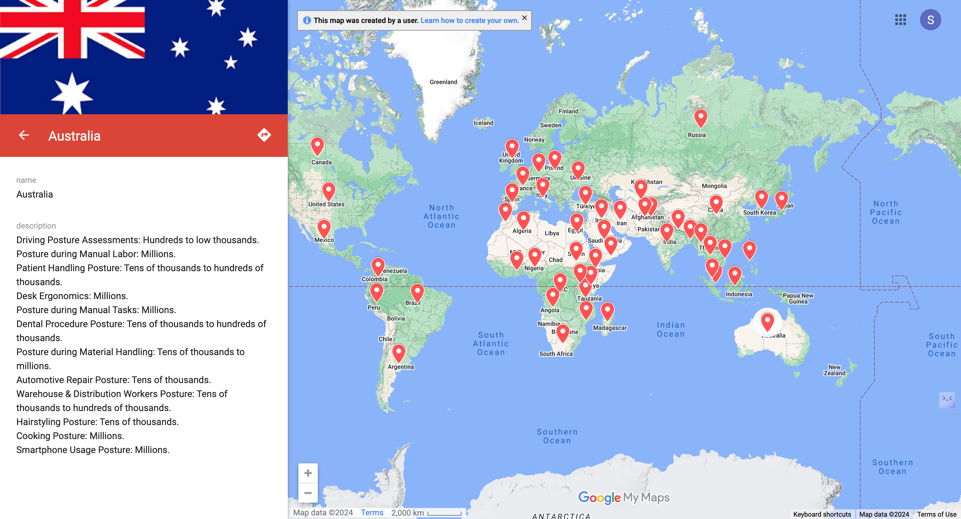 This map was created by a user. Learn how to create your own.
S
Australia
name
Australia
description
Driving Posture Assessments: Hundreds to low thousands.
Posture during Manual Labor: Millions.
Patient Handling Posture: Tens of thousands to hundreds of
thousands.
Desk Ergonomics: Millions.
Posture during Manual Tasks: Millions.
Dental Procedure Posture: Tens of thousands to hundreds of
thousands.
Posture during Material Handling: Tens of thousands to
millions.
Automotive Repair Posture: Tens of thousands.
Warehouse & Distribution Workers Posture: Tens of
thousands to hundreds of thousands.
Hairstyling Posture: Tens of thousands.
Cooking Posture: Millions.
Smartphone Usage Posture: Millions.
Greenland
Iceland
Finland
Sweden
Norway
Russia
Canada
United
Kingdom
Mongolia
United States
North
Atlantic
Ocean
North
Pacific
Ocean
Türkiye
Afghanistan
South Korea
Iran
Pakistan
Mexico
Algeria
Libya
India
Chad
Nigeria
Colombia
Indonesia
Papua New
Guinea
Peru
Brazil
Tanzania
Angola
Bolivia
Namibia
Madagascar
Indian
Ocean
Chile
South
Atlantic
Ocean
South
Pacific
Ocean
South Africa
Argentina
New
Zealand
Southern
Ocean
Southern
Ocean
Google My Maps
ANTARCTICA
Map data ©2024 Terms 2,000 km
Keyboard shortcuts Map data ©2024 Terms of Use